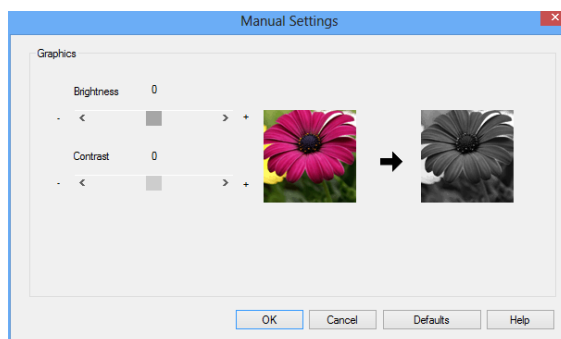 Manual Settings
Graphics
Brightness 0
- < > +
Contrast 0
- < > +
OK Cancel Defaults Help